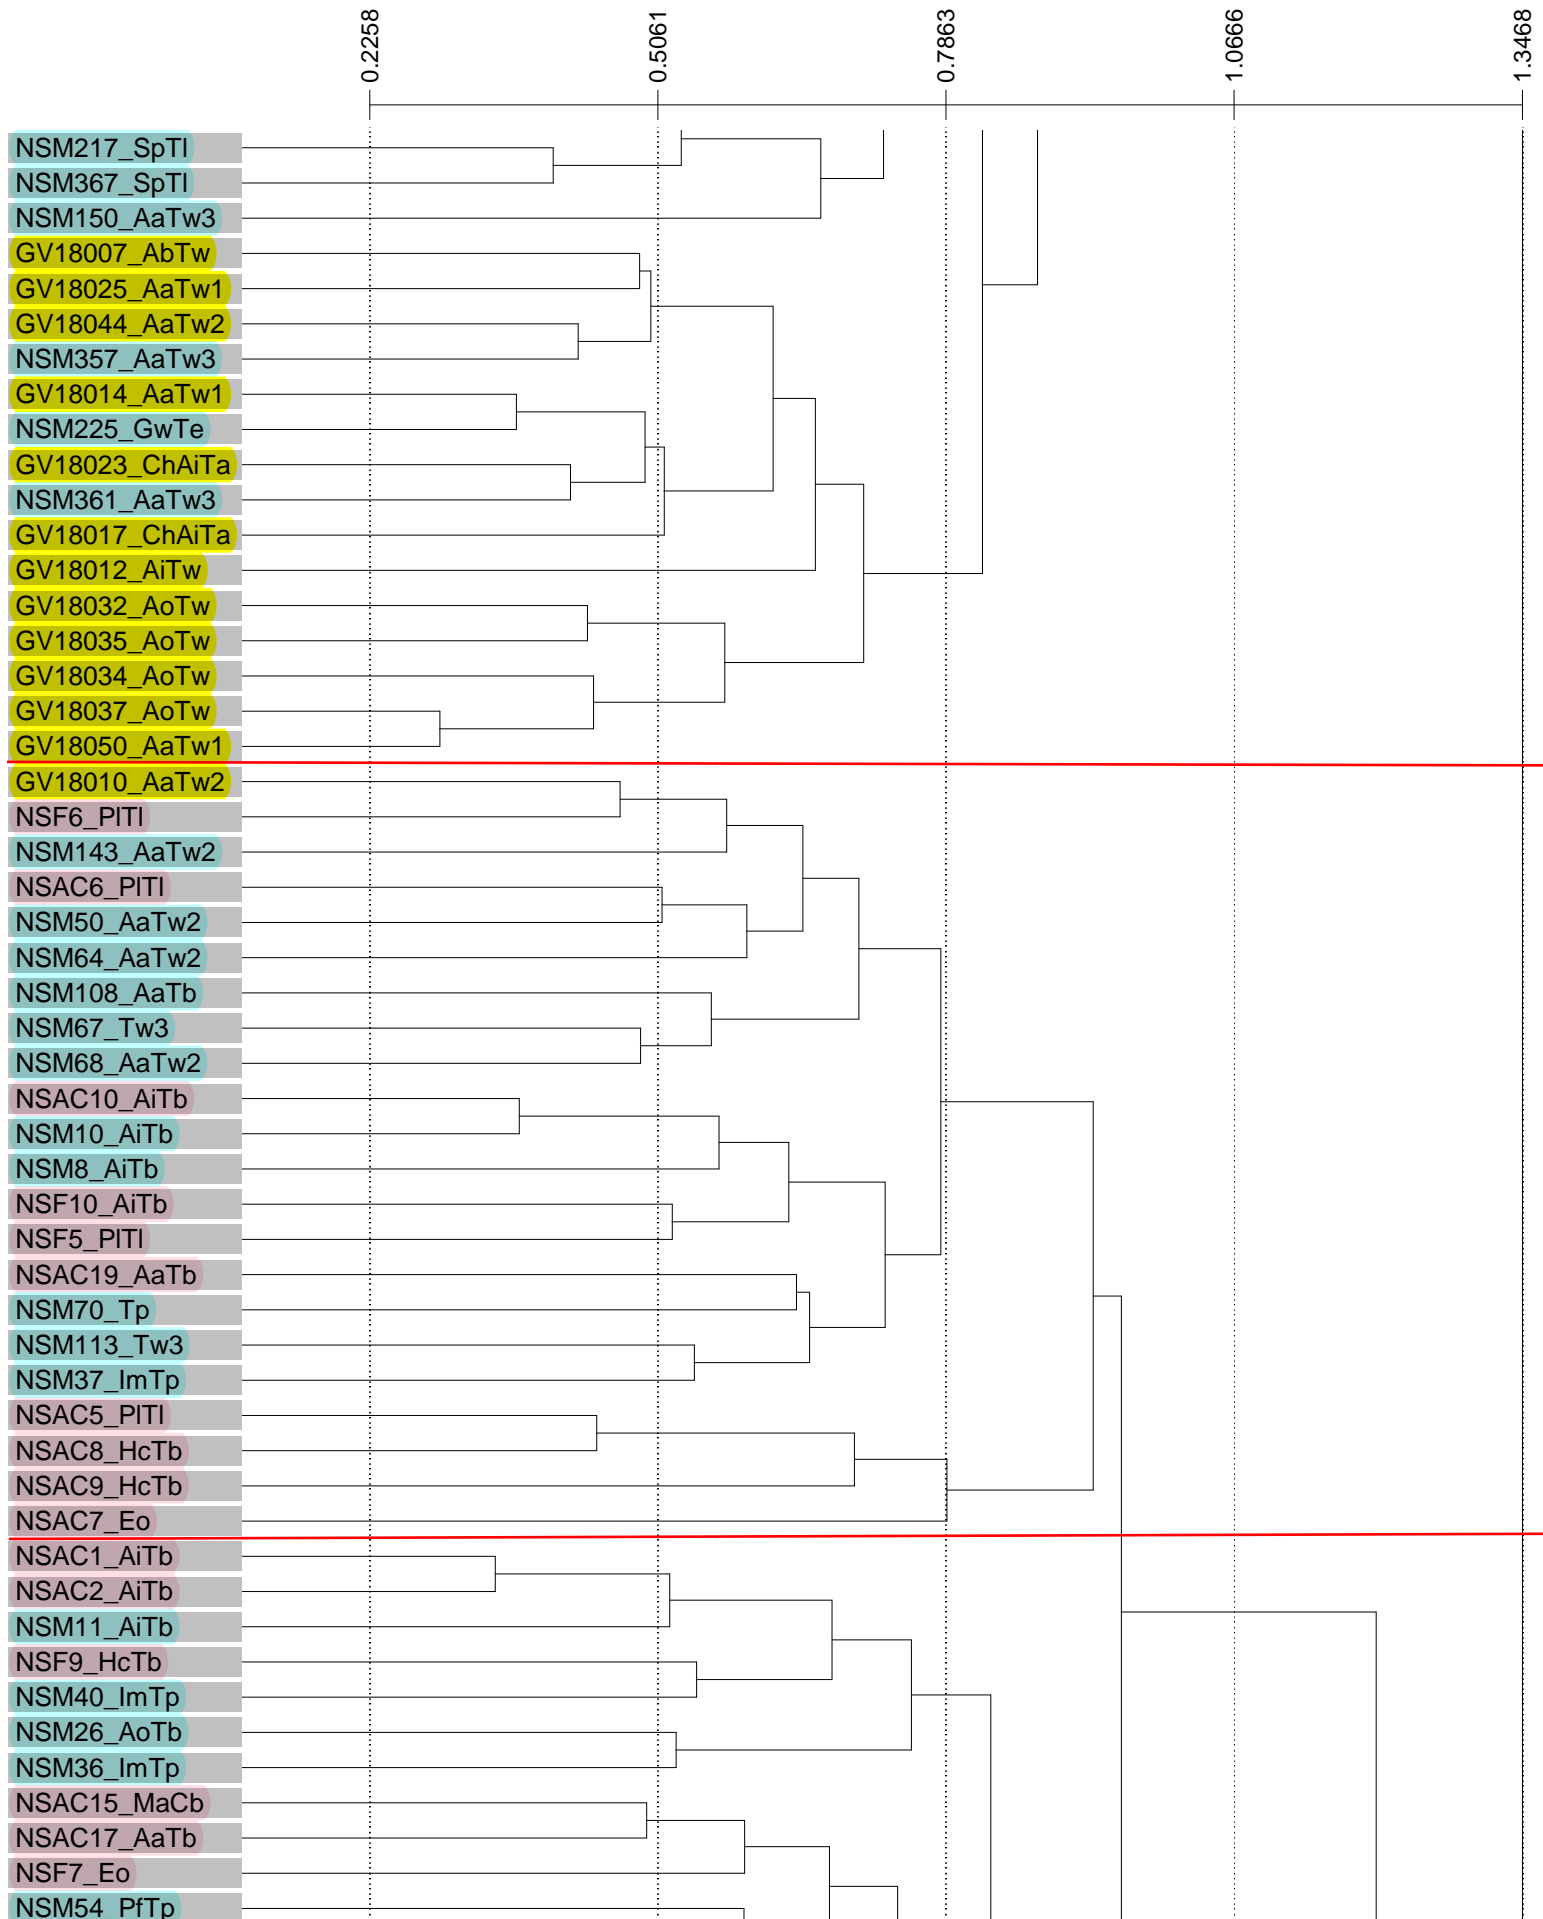 0.2258
0.5061
0.7863
1.0666
1.3468
NSM217_SpTl
NSM367_SpTl
NSM150_AaTw3
GV18007_AbTw
GV18025_AaTw1
GV18044_AaTw2
NSM357_AaTw3
GV18014_AaTw1
NSM225_GwTe
GV18023_ChAiTa
NSM361_AaTw3
GV18017_ChAiTa
GV18012_AiTw
GV18032_AoTw
GV18035_AoTw
GV18034_AoTw
GV18037_AoTw
GV18050_AaTw1
GV18010_AaTw2
NSF6_PlTl
NSM143_AaTw2
NSAC6_PlTl
NSM50_AaTw2
NSM64_AaTw2
NSM108_AaTb
NSM67_Tw3
NSM68_AaTw2
NSAC10_AiTb
NSM10_AiTb
NSM8_AiTb
NSF10_AiTb
NSF5_PlTl
NSAC19_AaTb
NSM70_Tp
NSM113_Tw3
NSM37_ImTp
NSAC5_PlTl
NSAC8_HcTb
NSAC9_HcTb
NSAC7_Eo
NSAC1_AiTb
NSAC2_AiTb
NSM11_AiTb
NSF9_HcTb
NSM40_ImTp
NSM26_AoTb
NSM36_ImTp
NSAC15_MaCb
NSAC17_AaTb
NSF7_Eo
NSM54_PfTp